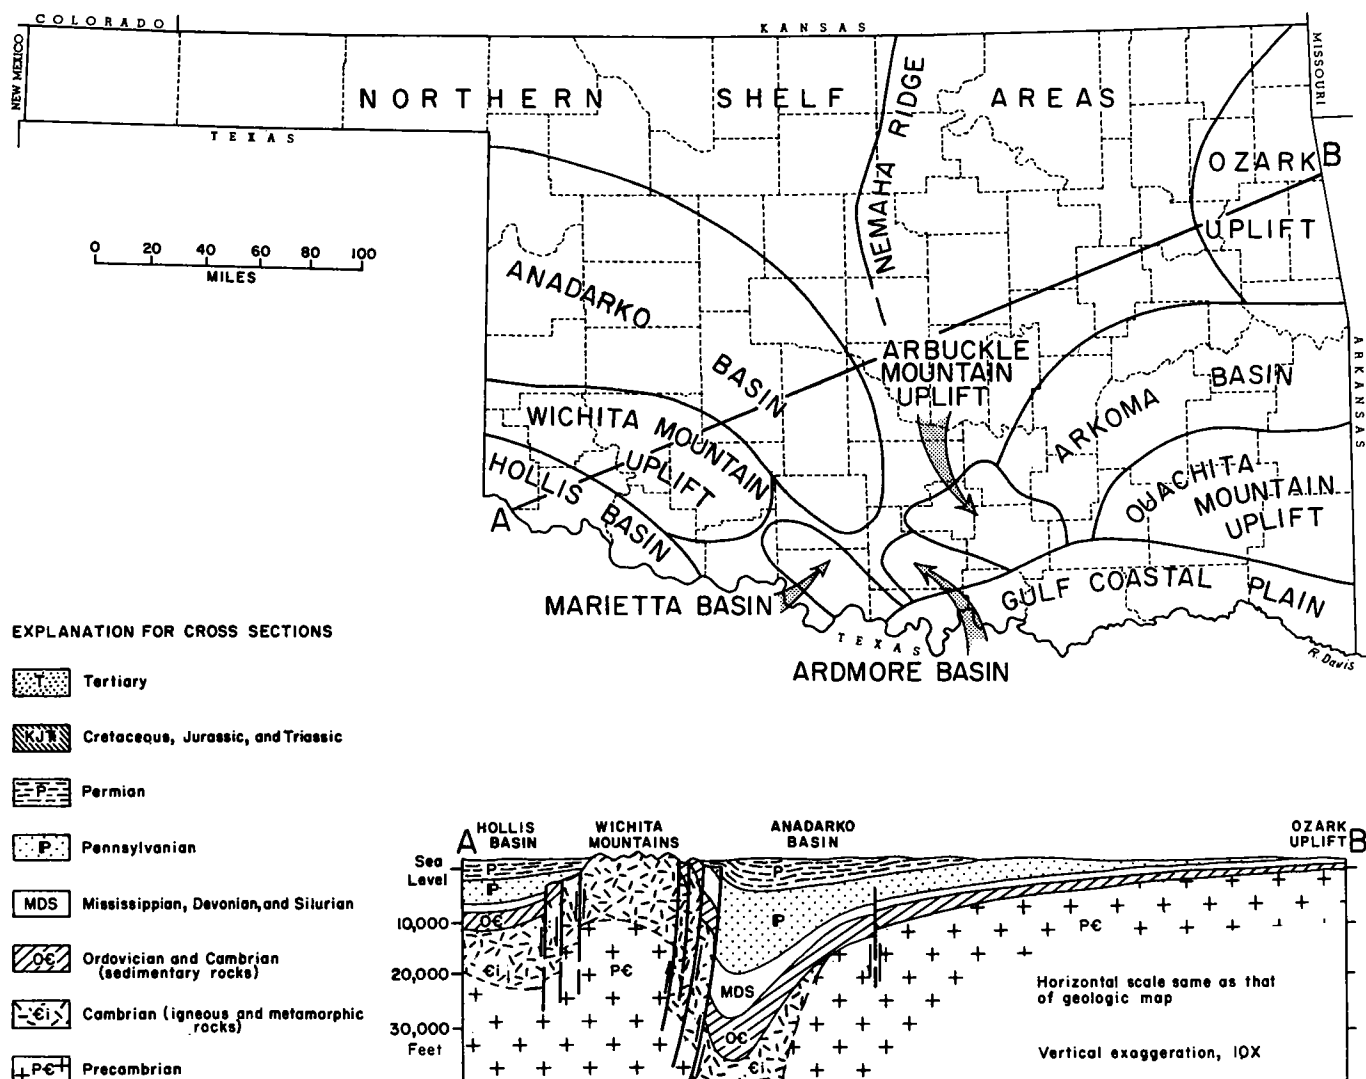 COLORADO
KANSAS
NEW MEXICO
MISSOURI
NORTHERN SHELF AREAS
NEMAHA RIDGE
TEXAS
OZARK
UPLIFT
B
0 20 40 60 80 100
MILES
ANADARKO
BASIN
ARBUCKLE
MOUNTAIN
UPLIFT
ARKANSAS
WICHITA MOUNTAIN
UPLIFT
ARKOMA
BASIN
HOLLIS
BASIN
A
OUACHITA
MOUNTAIN
UPLIFT
MARIETTA BASIN
GULF COASTAL PLAIN
TEXAS
ARDMORE BASIN
R. Davis
EXPLANATION FOR CROSS SECTIONS
T Tertiary
KJT̅R̅ Cretaceous, Jurassic, and Triassic
P Permian
IP Pennsylvanian
MDS Mississippian, Devonian, and Silurian
O€ Ordovician and Cambrian
(sedimentary rocks)
€i Cambrian (igneous and metamorphic
rocks)
P€ Precambrian
A
HOLLIS
BASIN
WICHITA
MOUNTAINS
ANADARKO
BASIN
OZARK
UPLIFT
B
Sea
Level
10,000
20,000
30,000
Feet
P
IP
O€
€i
P€
P
IP
MDS
O€
€i
P€
Horizontal scale same as that
of geologic map
Vertical exaggeration, 10X